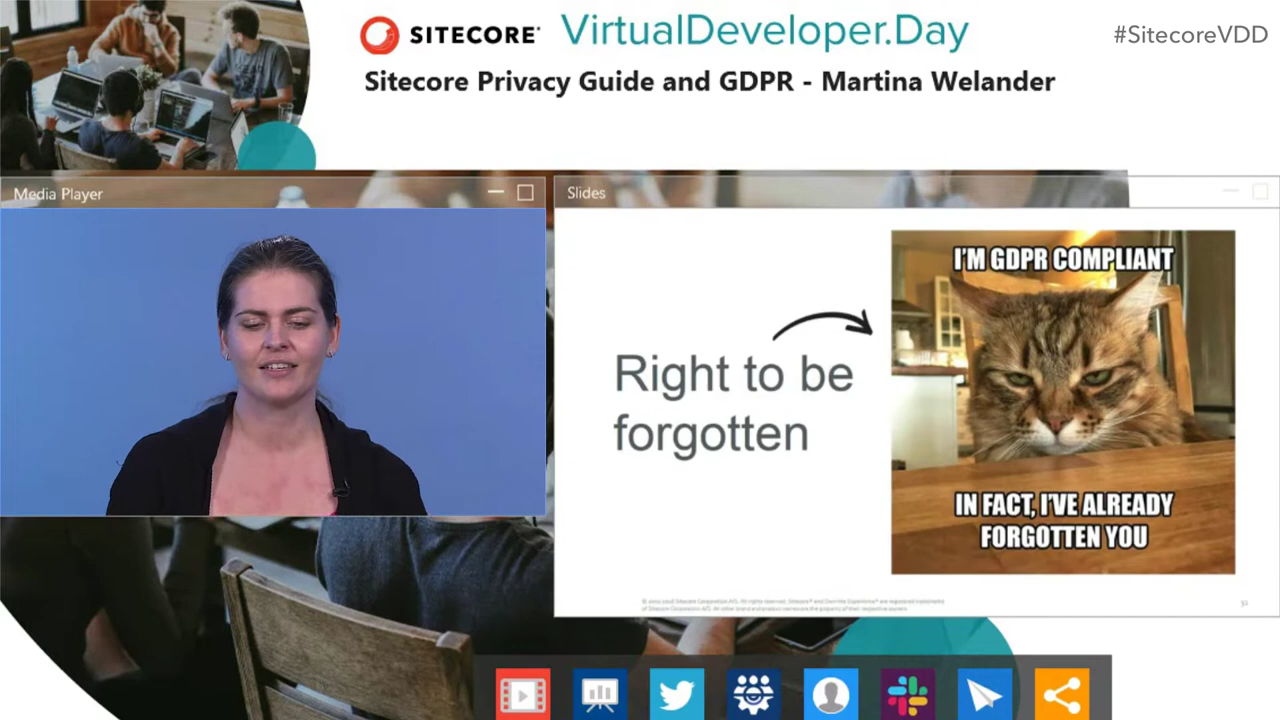 SITECORE®
VirtualDeveloper.Day
#SitecoreVDD
Sitecore Privacy Guide and GDPR - Martina Welander
Media Player
Slides
I'M GDPR COMPLIANT
Right to be
forgotten
IN FACT, I'VE ALREADY
FORGOTTEN YOU